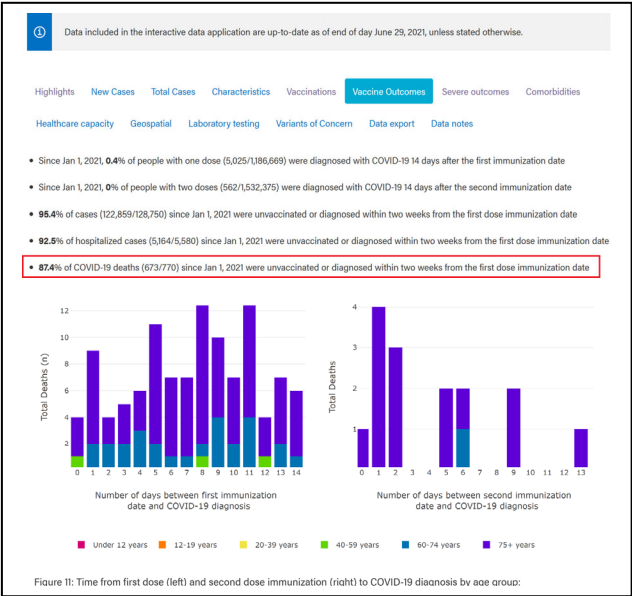 Data included in the interactive data application are up-to-date as of end of day June 29, 2021, unless stated otherwise.
Highlights New Cases Total Cases Characteristics Vaccinations Vaccine Outcomes Severe outcomes Comorbidities
Healthcare capacity Geospatial Laboratory testing Variants of Concern Data export Data notes
• Since Jan 1, 2021, 0.4% of people with one dose (5,025/1,186,669) were diagnosed with COVID-19 14 days after the first immunization date
• Since Jan 1, 2021, 0% of people with two doses (562/1,532,375) were diagnosed with COVID-19 14 days after the second immunization date
• 95.4% of cases (122,859/128,750) since Jan 1, 2021 were unvaccinated or diagnosed within two weeks from the first dose immunization date
• 92.5% of hospitalized cases (5,164/5,580) since Jan 1, 2021 were unvaccinated or diagnosed within two weeks from the first dose immunization date
• 87.4% of COVID-19 deaths (673/770) since Jan 1, 2021 were unvaccinated or diagnosed within two weeks from the first dose immunization date
Total Deaths (n)
12
10
8
6
4
2
0 1 2 3 4 5 6 7 8 9 10 11 12 13 14
Number of days between first immunization
date and COVID-19 diagnosis
Total Deaths
4
3
2
1
0 1 2 3 4 5 6 7 8 9 10 11 12 13
Number of days between second immunization
date and COVID-19 diagnosis
Under 12 years 12-19 years 20-39 years 40-59 years 60-74 years 75+ years
Figure 11: Time from first dose (left) and second dose immunization (right) to COVID-19 diagnosis by age group: